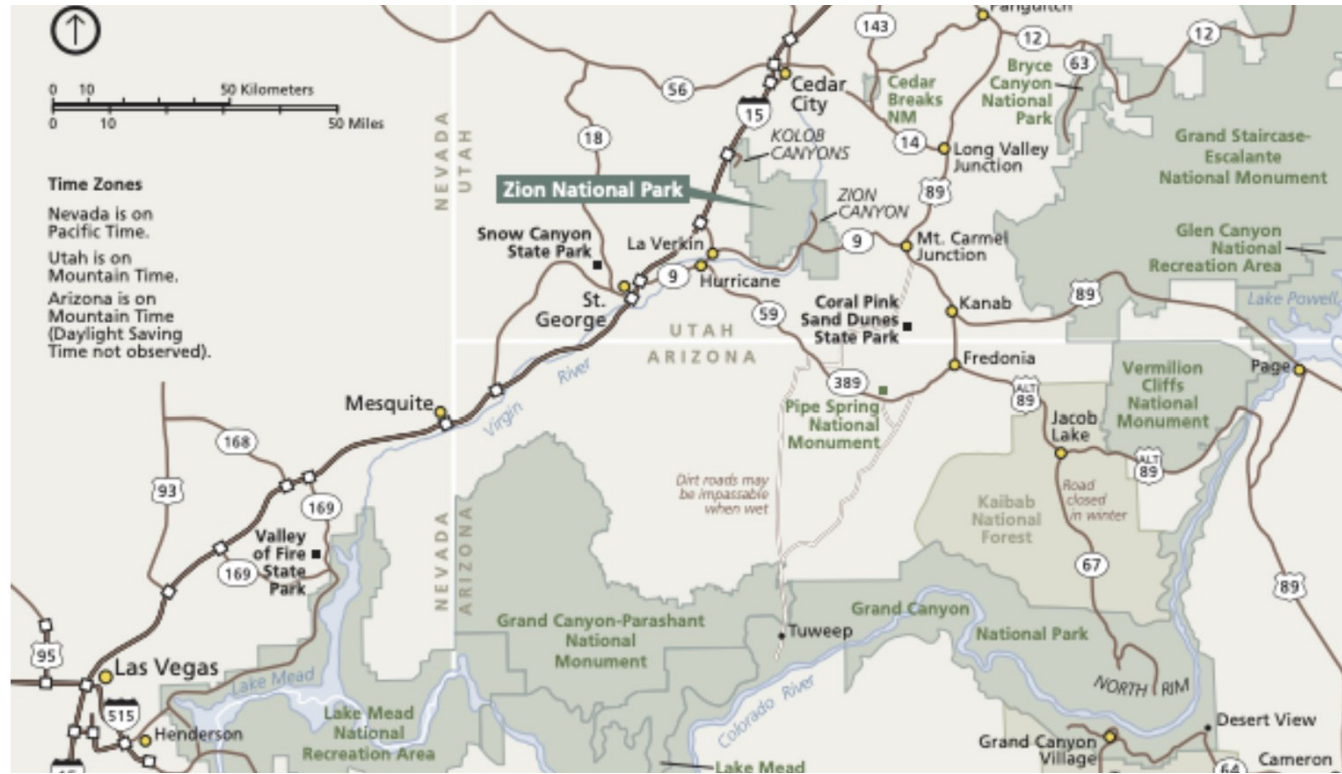 Panguitch
143
12
12
63
0 10 50 Kilometers
0 10 50 Miles
56
Cedar
City
Cedar
Breaks
NM
Bryce
Canyon
National
Park
15
18
NEVADA
UTAH
KOLOB
CANYONS
14
Long Valley
Junction
Grand Staircase-
Escalante
National Monument
Time Zones
Nevada is on
Pacific Time.
Utah is on
Mountain Time.
Arizona is on
Mountain Time
(Daylight Saving
Time not observed).
Zion National Park
89
ZION
CANYON
Snow Canyon
State Park
La Verkin
9
Mt. Carmel
Junction
Glen Canyon
National
Recreation Area
9
Hurricane
St.
George
59
Coral Pink
Sand Dunes
State Park
Kanab
89
Lake Powell
UTAH
ARIZONA
Fredonia
Page
River
Virgin
389
ALT
89
Vermilion
Cliffs
National
Monument
Mesquite
Pipe Spring
National
Monument
Jacob
Lake
168
ALT
89
93
169
Dirt roads may
be impassable
when wet
Road
closed
in winter
Kaibab
National
Forest
Valley
of Fire
State
Park
169
NEVADA
ARIZONA
67
89
Grand Canyon-Parashant
National
Monument
Grand Canyon
National Park
Tuweep
95
Las Vegas
Lake Mead
Colorado River
NORTH RIM
515
Henderson
Lake Mead
National
Recreation Area
Desert View
Grand Canyon
Village
Cameron
64
15
Lake Mead